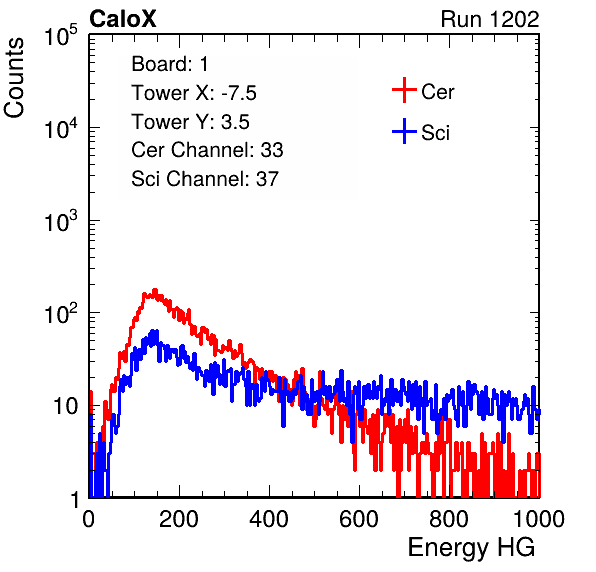 CaloX Run 1202
Counts
10^5
10^4
10^3
10^2
10
1
Board: 1
Tower X: -7.5
Tower Y: 3.5
Cer Channel: 33
Sci Channel: 37
Cer
Sci
0 200 400 600 800 1000
Energy HG